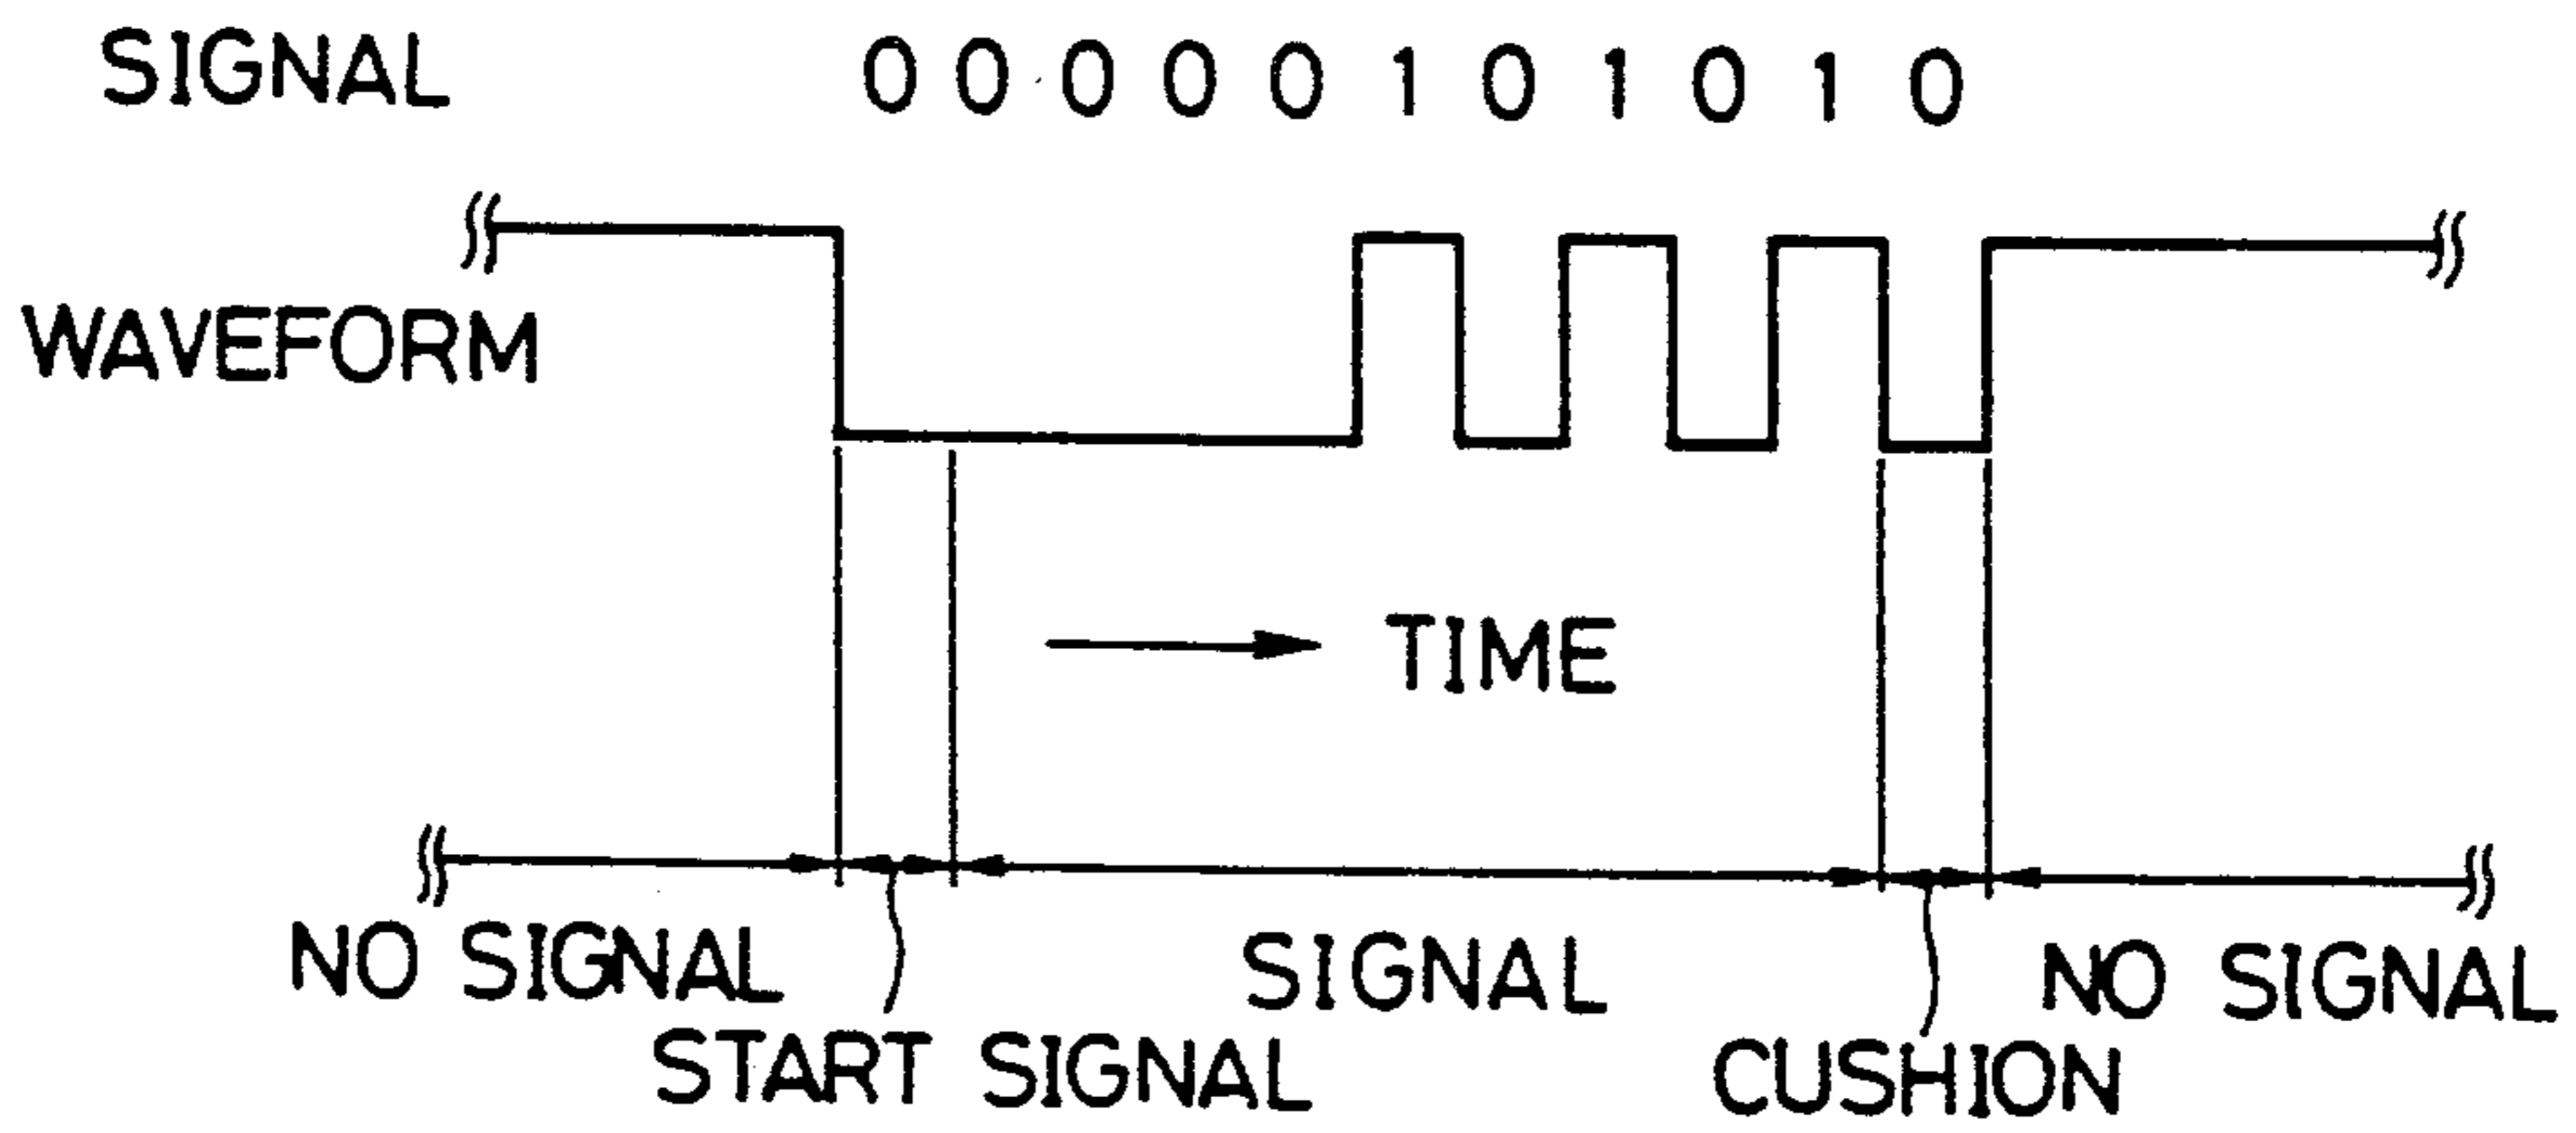 SIGNAL 0 0 0 0 0 1 0 1 0 1 0
WAVEFORM
TIME
NO SIGNAL SIGNAL NO SIGNAL
START SIGNAL CUSHION